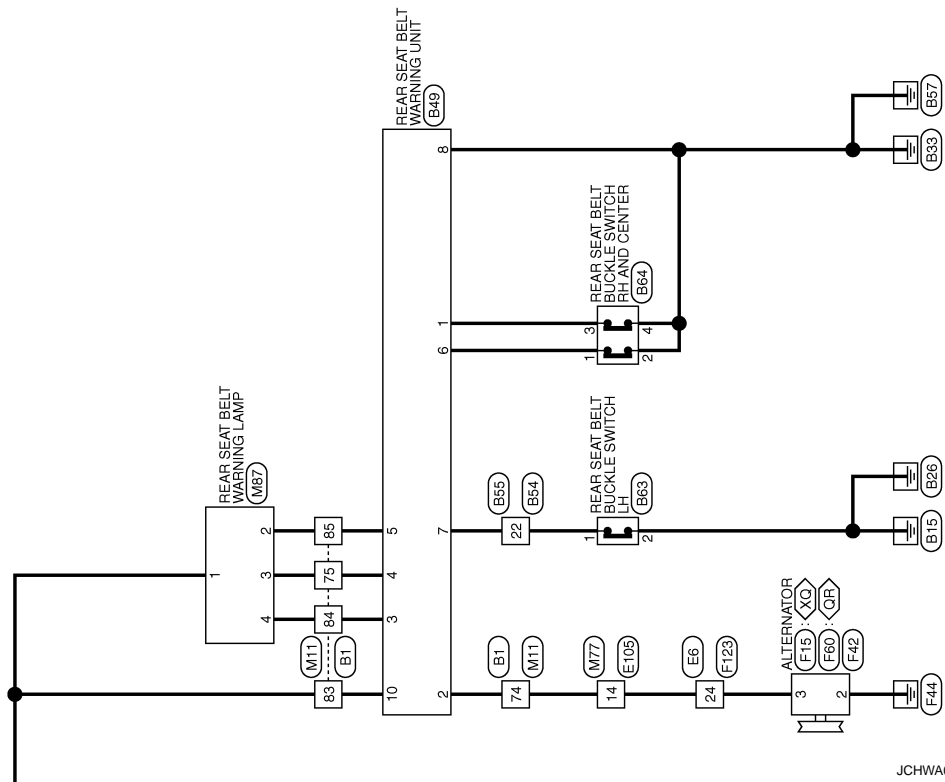 REAR SEAT BELT
WARNING UNIT
B49
8
B57
B33
REAR SEAT BELT
BUCKLE SWITCH
RH AND CENTER
B64
1
3
4
6
1
2
REAR SEAT BELT
WARNING LAMP
M87
1
2
3
4
85
75
84
83
M11
B1
5
4
3
10
7
2
B55
B54
22
REAR SEAT BELT
BUCKLE SWITCH
LH
B63
1
2
B26
B15
B1
M11
74
M77
E105
14
E6
F123
24
ALTERNATOR
F15 : XQ
F60 : QR
F42
3
2
F44